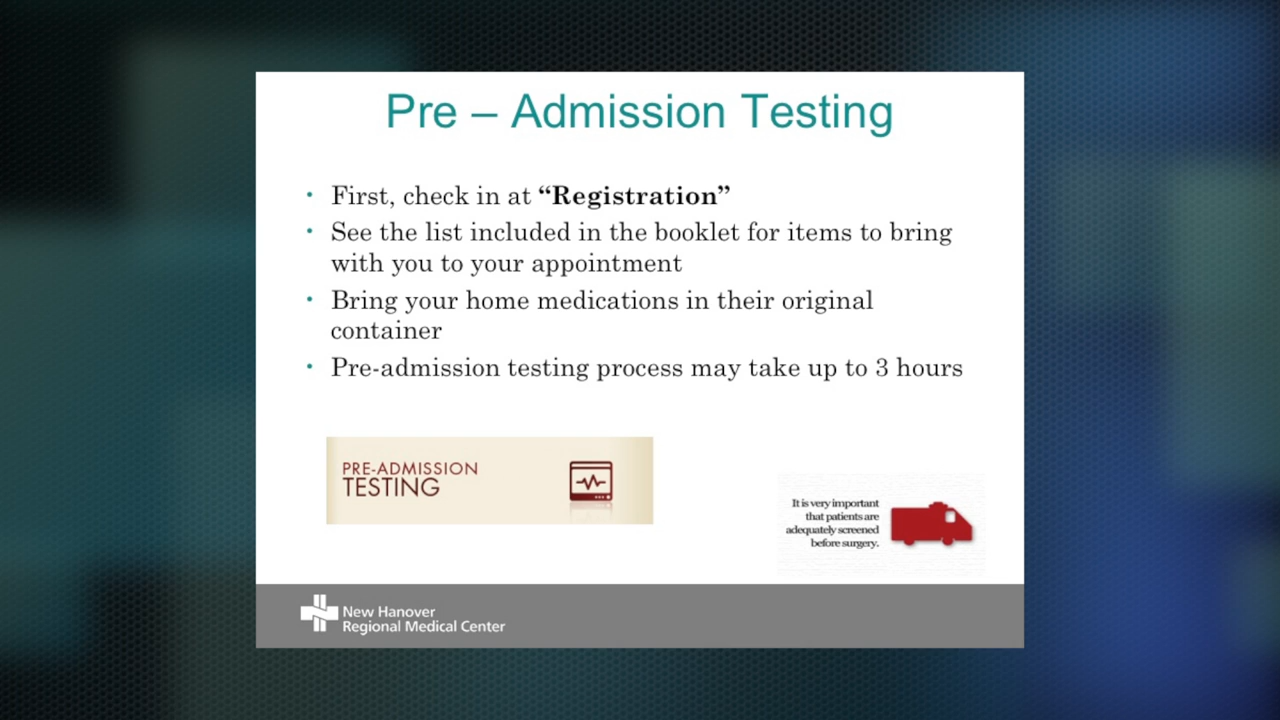 Pre – Admission Testing
• First, check in at “Registration”
• See the list included in the booklet for items to bring
with you to your appointment
• Bring your home medications in their original
container
• Pre-admission testing process may take up to 3 hours
PRE-ADMISSION
TESTING
It is very important
that patients are
adequately screened
before surgery.
New Hanover
Regional Medical Center